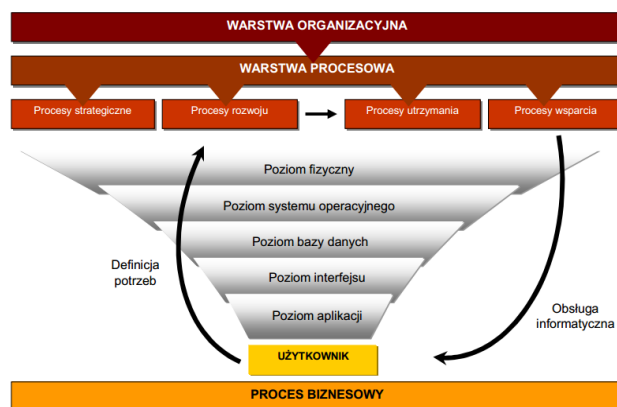 WARSTWA ORGANIZACYJNA
WARSTWA PROCESOWA
Procesy strategiczne
Procesy rozwoju
Procesy utrzymania
Procesy wsparcia
Poziom fizyczny
Poziom systemu operacyjnego
Poziom bazy danych
Definicja
potrzeb
Poziom interfejsu
Poziom aplikacji
Obsługa
informatyczna
UŻYTKOWNIK
PROCES BIZNESOWY